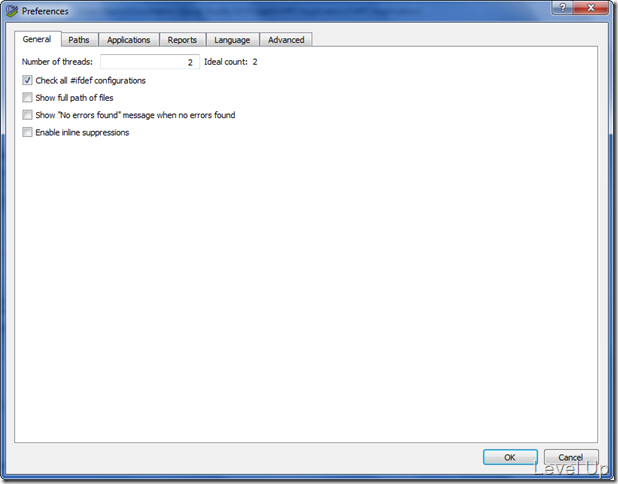 Preferences
General Paths Applications Reports Language Advanced
Number of threads: 2 Ideal count: 2
Check all #ifdef configurations
Show full path of files
Show "No errors found" message when no errors found
Enable inline suppressions
OK Cancel
Level Up